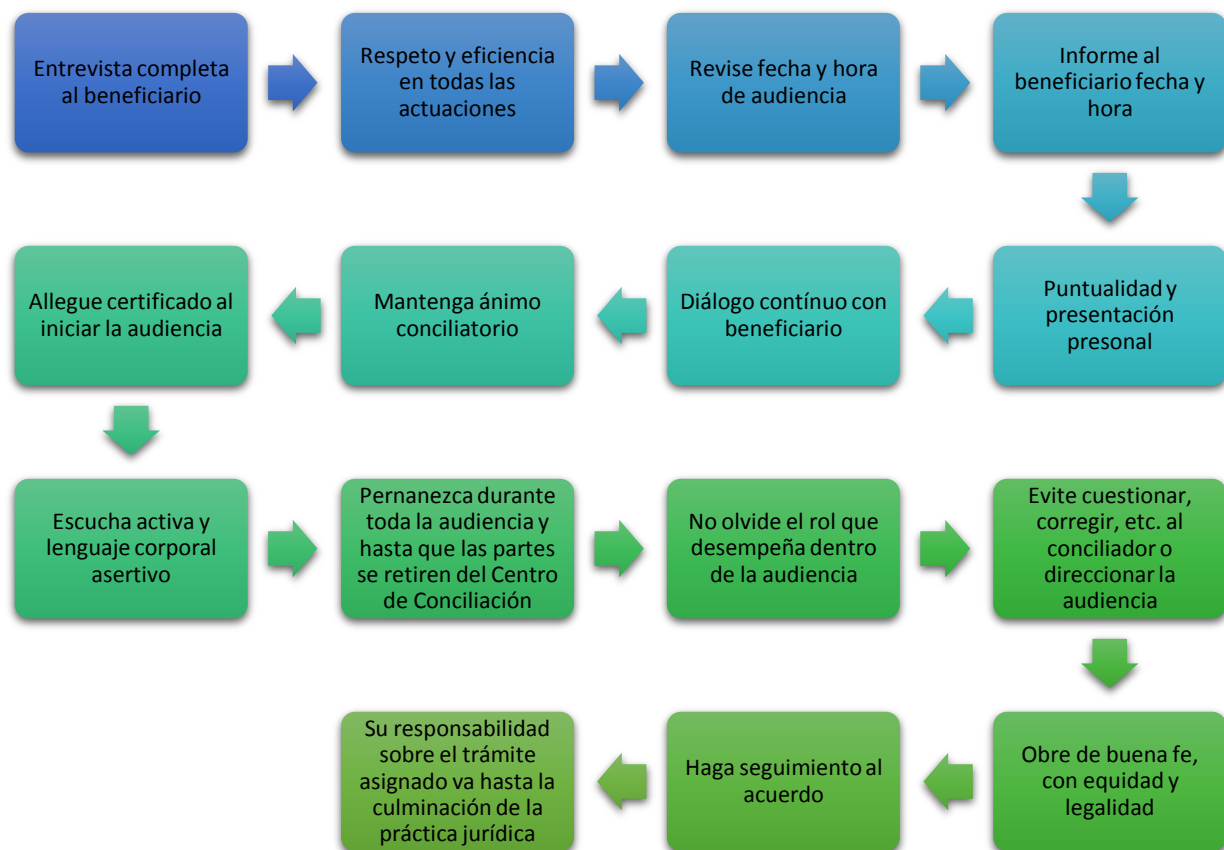 Entrevista completa
al beneficiario
Respeto y eficiencia
en todas las
actuaciones
Revise fecha y hora
de audiencia
Informe al
beneficiario fecha y
hora
Puntualidad y
presentación
presonal
Diálogo contínuo con
beneficiario
Mantenga ánimo
conciliatorio
Allegue certificado al
iniciar la audiencia
Escucha activa y
lenguaje corporal
asertivo
Pernanezca durante
toda la audiencia y
hasta que las partes
se retiren del Centro
de Conciliación
No olvide el rol que
desempeña dentro
de la audiencia
Evite cuestionar,
corregir, etc. al
conciliador o
direccionar la
audiencia
Obre de buena fe,
con equidad y
legalidad
Haga seguimiento al
acuerdo
Su responsabilidad
sobre el trámite
asignado va hasta la
culminación de la
práctica jurídica